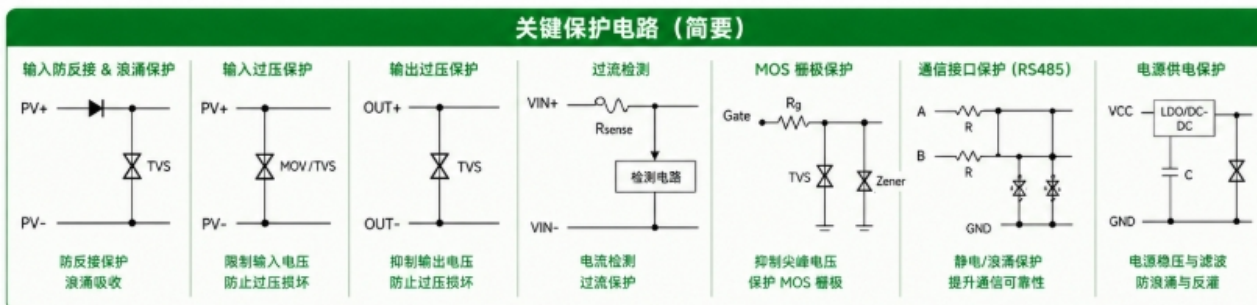 关键保护电路（简要）
输入防反接 & 浪涌保护
PV+
TVS
PV-
防反接保护
浪涌吸收
输入过压保护
PV+
MOV/TVS
PV-
限制输入电压
防止过压损坏
输出过压保护
OUT+
TVS
OUT-
抑制输出电压
防止过压损坏
过流检测
VIN+
Rsense
检测电路
VIN-
电流检测
过流保护
MOS 栅极保护
Rg
Gate
TVS
Zener
抑制尖峰电压
保护 MOS 栅极
通信接口保护 (RS485)
A
R
B
R
GND
静电/浪涌保护
提升通信可靠性
电源供电保护
VCC
LDO/DC-
DC
C
GND
电源稳压与滤波
防浪涌与反灌